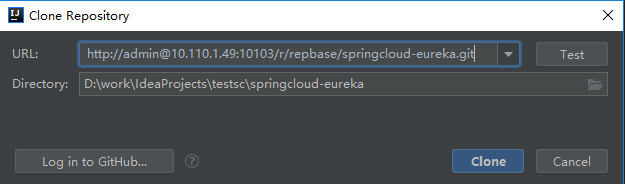 IJ Clone Repository
URL: http://admin@10.110.1.49:10103/r/repbase/springcloud-eureka.git Test
Directory: D:\work\IdeaProjects\testsc\springcloud-eureka
Log in to GitHub... ? Clone Cancel